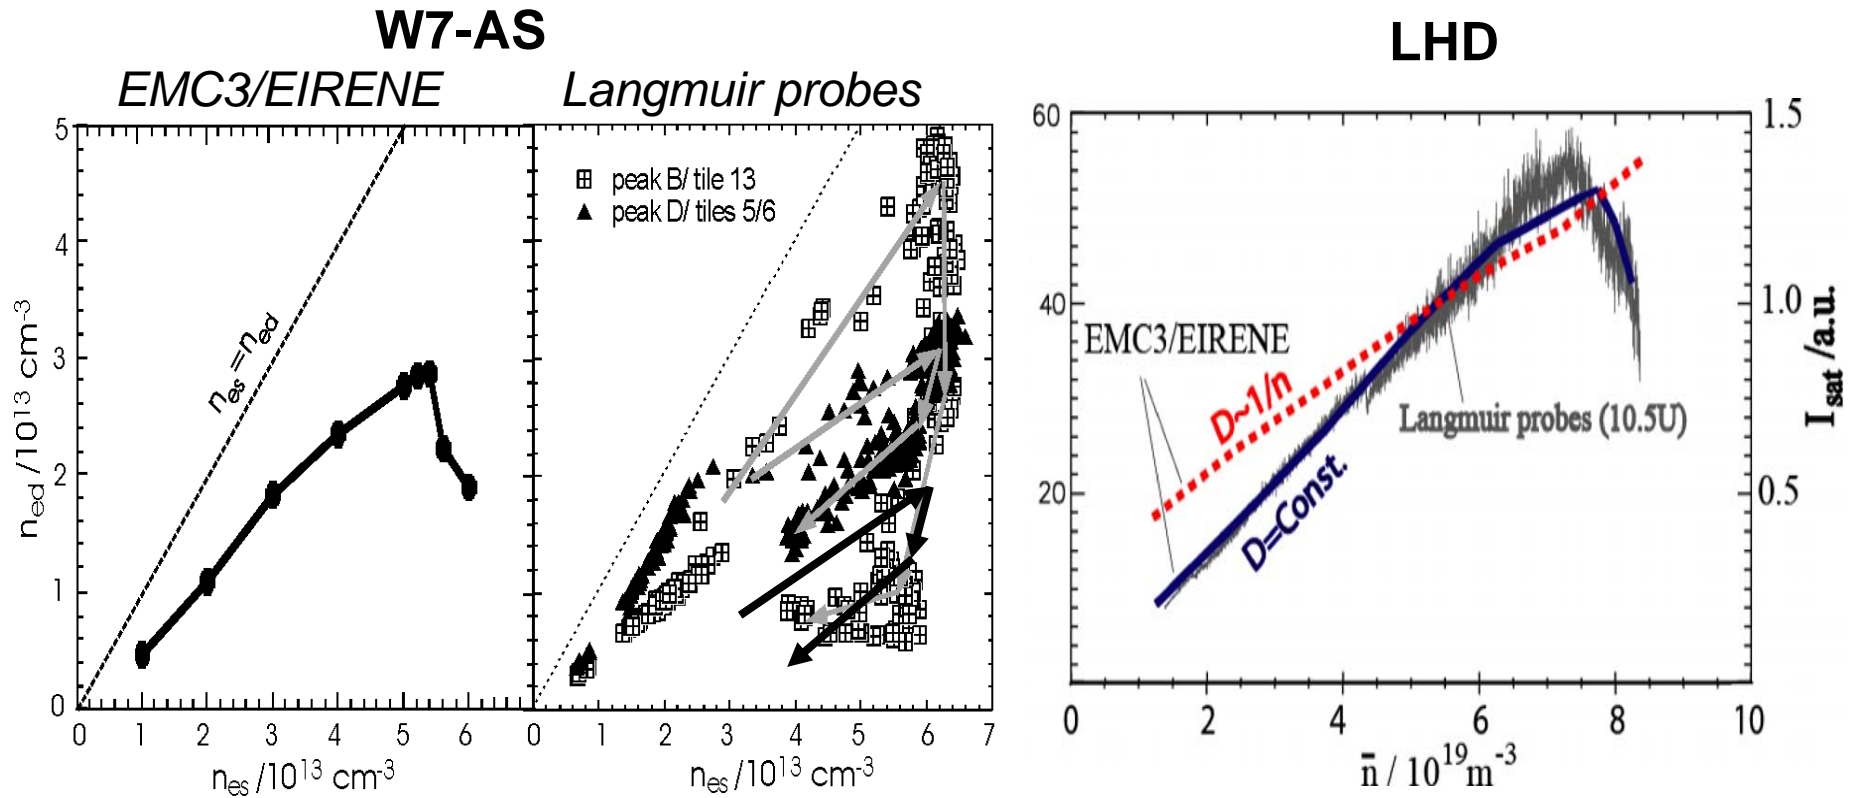 W7-AS
EMC3/EIRENE
Langmuir probes
5
4
3
2
1
0
n_ed /10^13 cm^-3
n_es=n_ed
0 1 2 3 4 5 6
n_es /10^13 cm^-3
peak B/ tile 13
peak D/ tiles 5/6
0 1 2 3 4 5 6 7
n_es /10^13 cm^-3
LHD
60
40
20
1.5
1.0
0.5
I_sat /a.u.
EMC3/EIRENE
D~1/n
D=Const.
Langmuir probes (10.5U)
0 2 4 6 8 10
n̄ / 10^19 m^-3